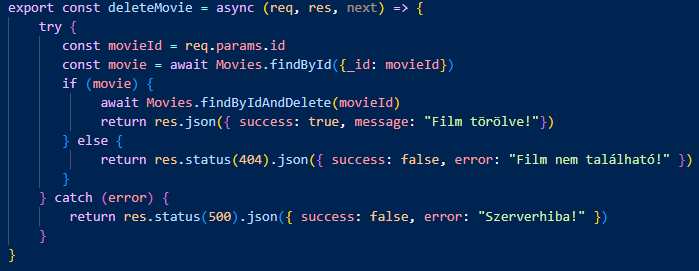 export const deleteMovie = async (req, res, next) => {
    try {
       const movieId = req.params.id
       const movie = await Movies.findById({_id: movieId})
       if (movie) {
            await Movies.findByIdAndDelete(movieId)
            return res.json({ success: true, message: "Film törölve!"})
       } else {
            return res.status(404).json({ success: false, error: "Film nem található!" })
       }
    } catch (error) {
        return res.status(500).json({ success: false, error: "Szerverhiba!" })
    }
}